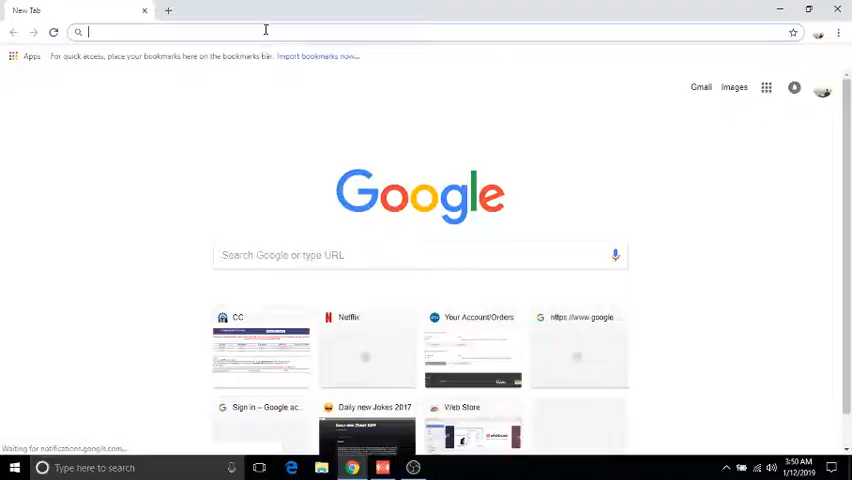 New Tab
Apps For quick access, place your bookmarks here on the bookmarks bar. Import bookmarks now...
Gmail Images
Google
Search Google or type URL
CC
Netflix
Your Account/Orders
https://www.google...
Sign in – Google ac...
Daily new Jokes 2017
Web Store
Waiting for notifications.google.com...
Type here to search
3:50 AM
1/12/2019